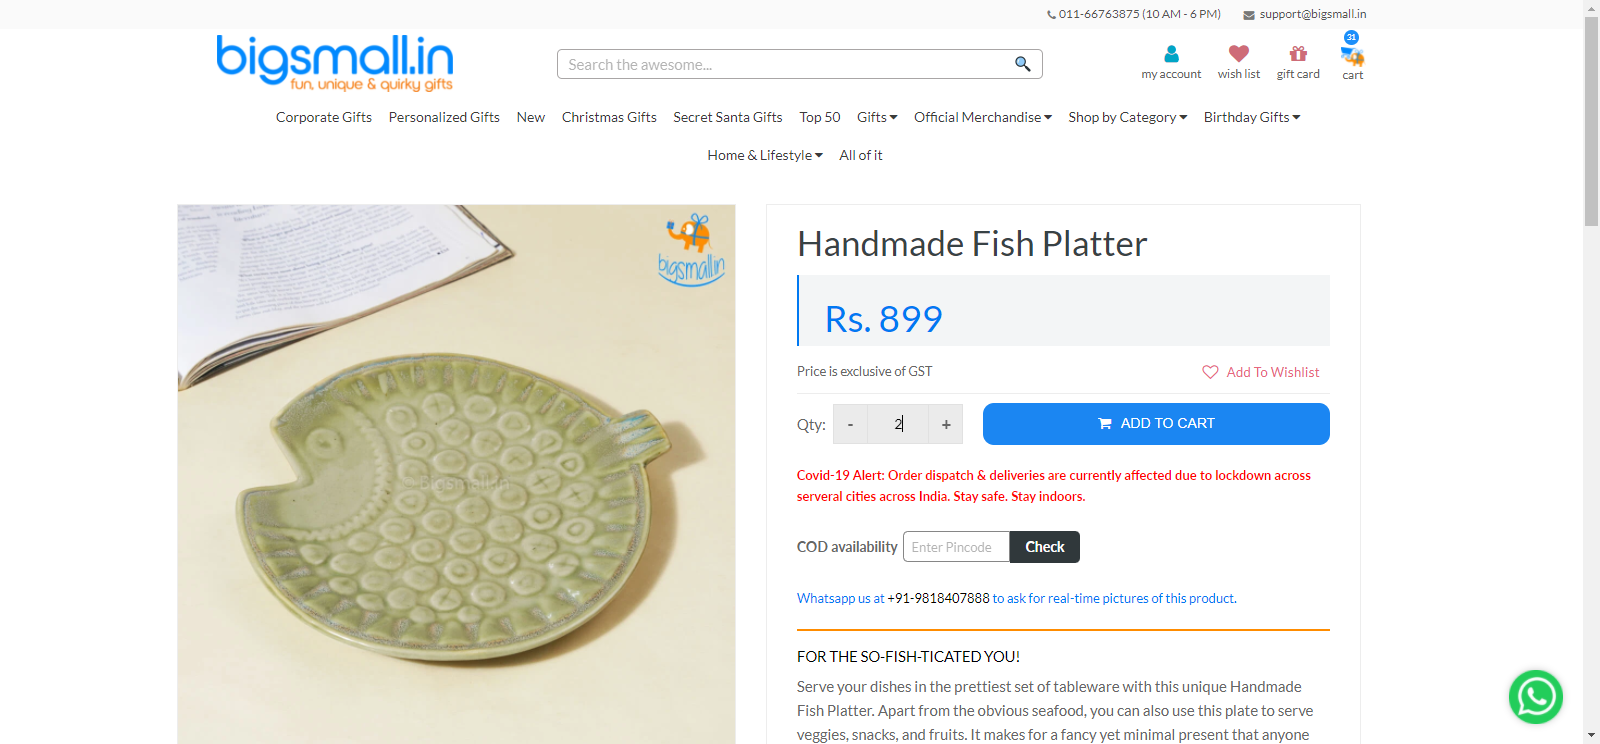 011-66763875 (10 AM - 6 PM) support@bigsmall.in
bigsmall.in
fun, unique & quirky gifts
Search the awesome...
31
my account wish list gift card cart
Corporate Gifts Personalized Gifts New Christmas Gifts Secret Santa Gifts Top 50 Gifts Official Merchandise Shop by Category Birthday Gifts
Home & Lifestyle All of it
bigsmall.in
© Bigsmall.in
Handmade Fish Platter
Rs. 899
Price is exclusive of GST
Add To Wishlist
Qty: - 2 + ADD TO CART
Covid-19 Alert: Order dispatch & deliveries are currently affected due to lockdown across
serveral cities across India. Stay safe. Stay indoors.
COD availability Enter Pincode Check
Whatsapp us at +91-9818407888 to ask for real-time pictures of this product.
FOR THE SO-FISH-TICATED YOU!
Serve your dishes in the prettiest set of tableware with this unique Handmade
Fish Platter. Apart from the obvious seafood, you can also use this plate to serve
veggies, snacks, and fruits. It makes for a fancy yet minimal present that anyone